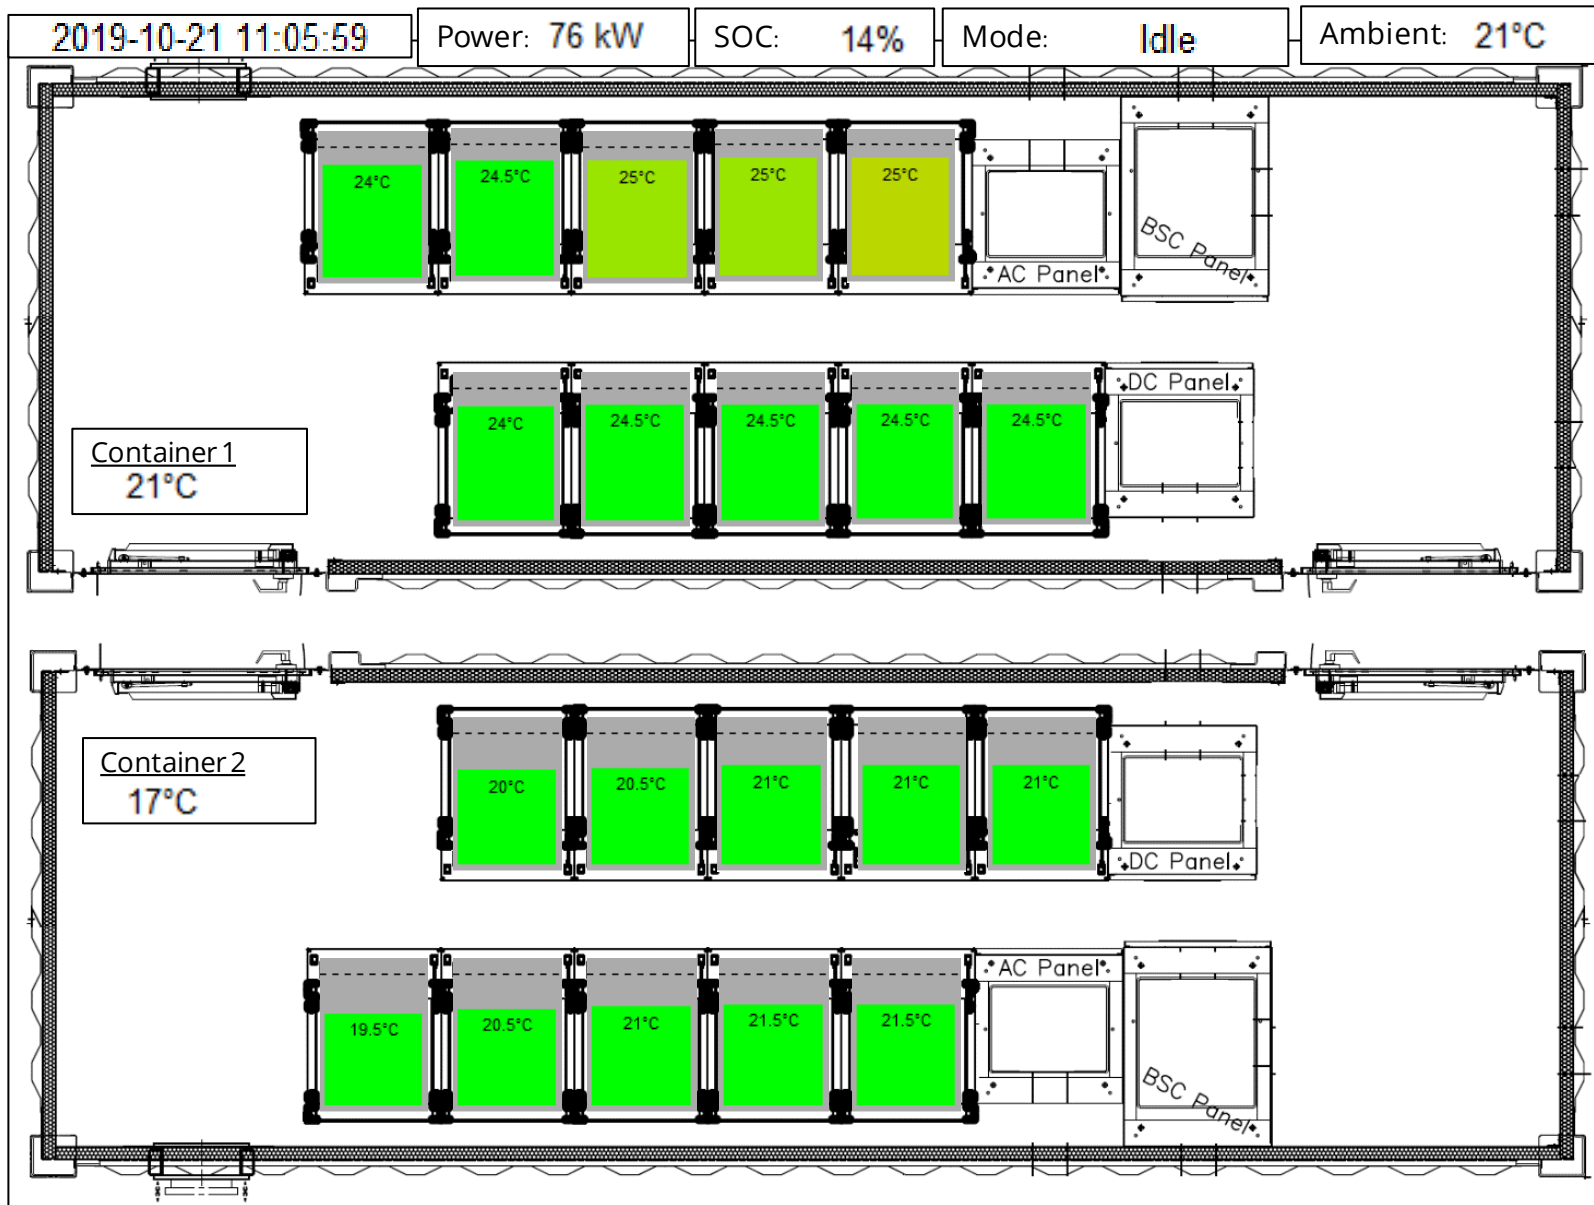 2019-10-21 11:05:59 Power: 76 kW SOC: 14% Mode: Idle Ambient: 21°C
24°C 24.5°C 25°C 25°C 25°C
BSC Panel
AC Panel
DC Panel
24°C 24.5°C 24.5°C 24.5°C 24.5°C
Container 1
21°C
Container 2
17°C
20°C 20.5°C 21°C 21°C 21°C
DC Panel
AC Panel
19.5°C 20.5°C 21°C 21.5°C 21.5°C
BSC Panel